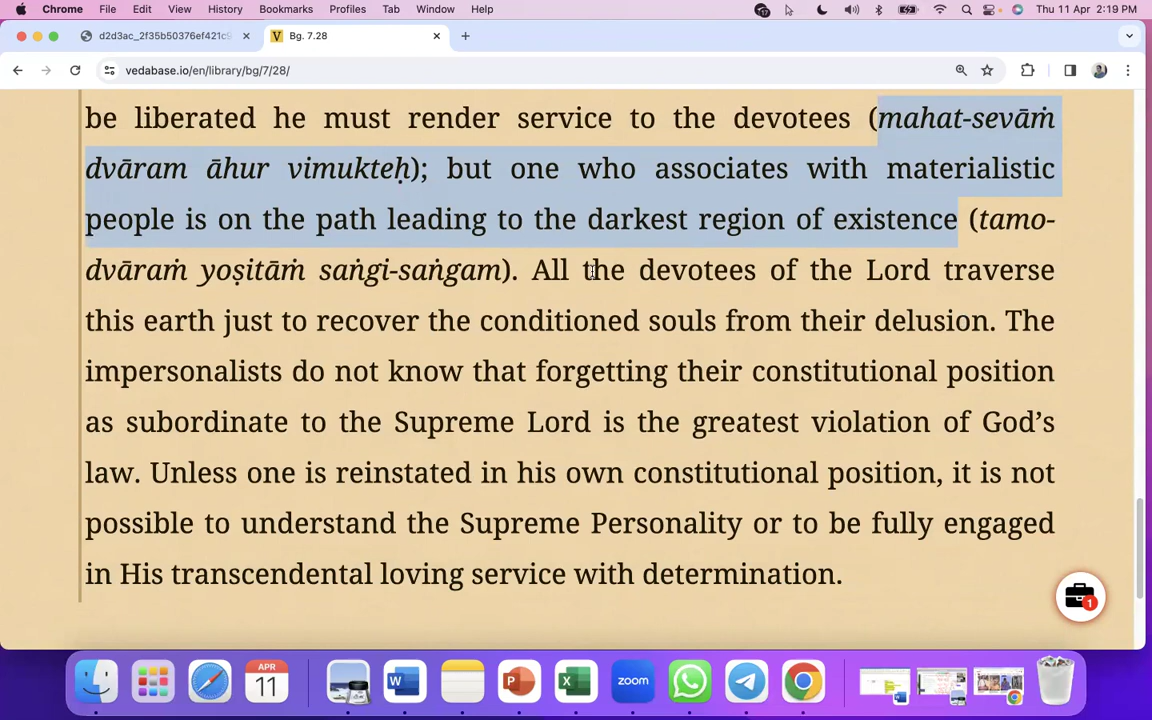 Chrome File Edit View History Bookmarks Profiles Tab Window Help 17 Thu 11 Apr 2:19 PM
d2d3ac_2f35b50376ef421c9 Bg. 7.28
vedabase.io/en/library/bg/7/28/
be liberated he must render service to the devotees (mahat-sevāṁ
dvāram āhur vimukteḥ); but one who associates with materialistic
people is on the path leading to the darkest region of existence (tamo-
dvāraṁ yoṣitāṁ saṅgi-saṅgam). All the devotees of the Lord traverse
this earth just to recover the conditioned souls from their delusion. The
impersonalists do not know that forgetting their constitutional position
as subordinate to the Supreme Lord is the greatest violation of God’s
law. Unless one is reinstated in his own constitutional position, it is not
possible to understand the Supreme Personality or to be fully engaged
in His transcendental loving service with determination.
1
APR
11
W
P
X
zoom